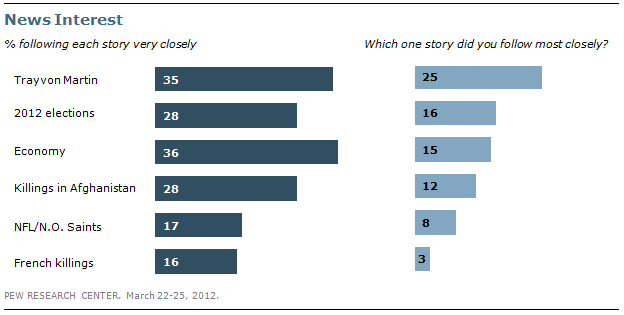 News Interest
% following each story very closely
Which one story did you follow most closely?
Trayvon Martin 35 25
2012 elections 28 16
Economy 36 15
Killings in Afghanistan 28 12
NFL/N.O. Saints 17 8
French killings 16 3
PEW RESEARCH CENTER. March 22-25, 2012.